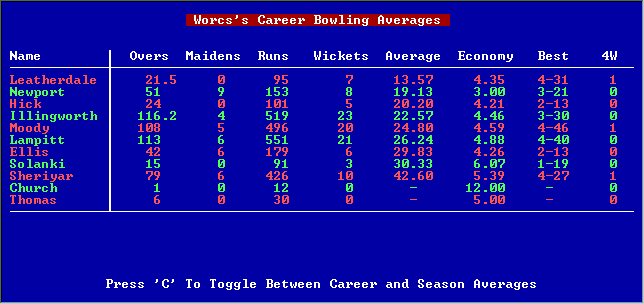 Worcs's Career Bowling Averages
Name Overs Maidens Runs Wickets Average Economy Best 4W
Leatherdale 21.5 0 95 7 13.57 4.35 4-31 1
Newport 51 9 153 8 19.13 3.00 3-21 0
Hick 24 0 101 5 20.20 4.21 2-13 0
Illingworth 116.2 4 519 23 22.57 4.46 3-30 0
Moody 108 5 496 20 24.80 4.59 4-46 1
Lampitt 113 6 551 21 26.24 4.88 4-40 0
Ellis 42 6 179 6 29.83 4.26 2-13 0
Solanki 15 0 91 3 30.33 6.07 1-19 0
Sheriyar 79 6 426 10 42.60 5.39 4-27 1
Church 1 0 12 0 - 12.00 - 0
Thomas 6 0 30 0 - 5.00 - 0
Press 'C' To Toggle Between Career and Season Averages